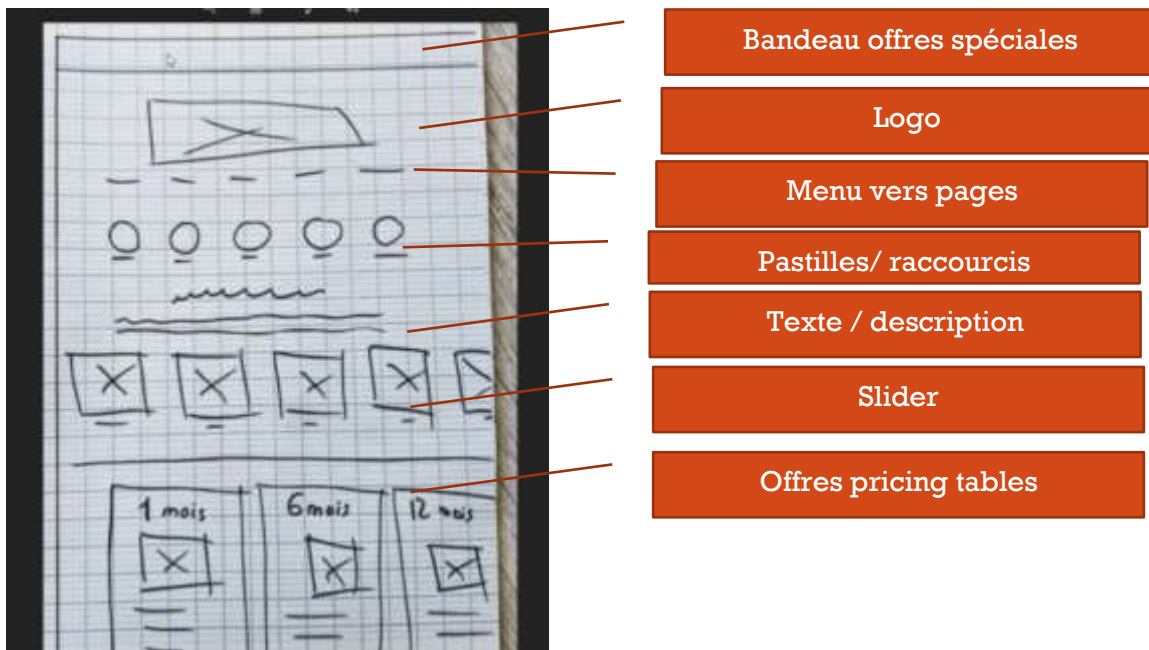 Bandeau offres spéciales
Logo
Menu vers pages
Pastilles/ raccourcis
Texte / description
Slider
Offres pricing tables
1 mois
6 mois
12 mois